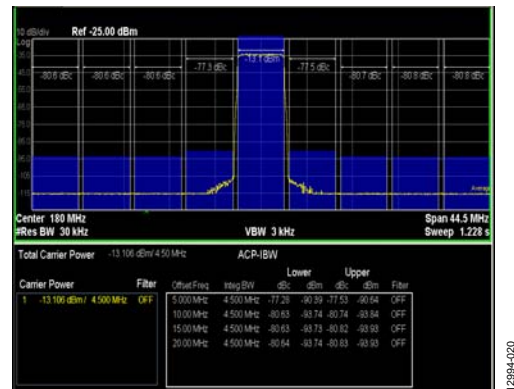 10 dB/div Ref -25.00 dBm
Log
-13.1 dBm
-80.6 dBc -80.6 dBc -80.6 dBc -77.3 dBc -77.5 dBc -80.7 dBc -80.8 dBc -80.8 dBc
-115
Average
Center 180 MHz Span 44.5 MHz
#Res BW 30 kHz VBW 3 kHz Sweep 1.228 s
Total Carrier Power -13.106 dBm/ 4.50 MHz ACP-IBW
Lower Upper
Carrier Power Filter Offset Freq Integ BW dBc dBm dBc dBm Filter
1 -13.106 dBm / 4.500 MHz OFF 5.000 MHz 4.500 MHz -77.28 -90.39 -77.53 -90.64 OFF
10.00 MHz 4.500 MHz -80.63 -93.74 -80.74 -93.84 OFF
15.00 MHz 4.500 MHz -80.63 -93.73 -80.82 -93.93 OFF
20.00 MHz 4.500 MHz -80.64 -93.74 -80.83 -93.93 OFF
12994-020